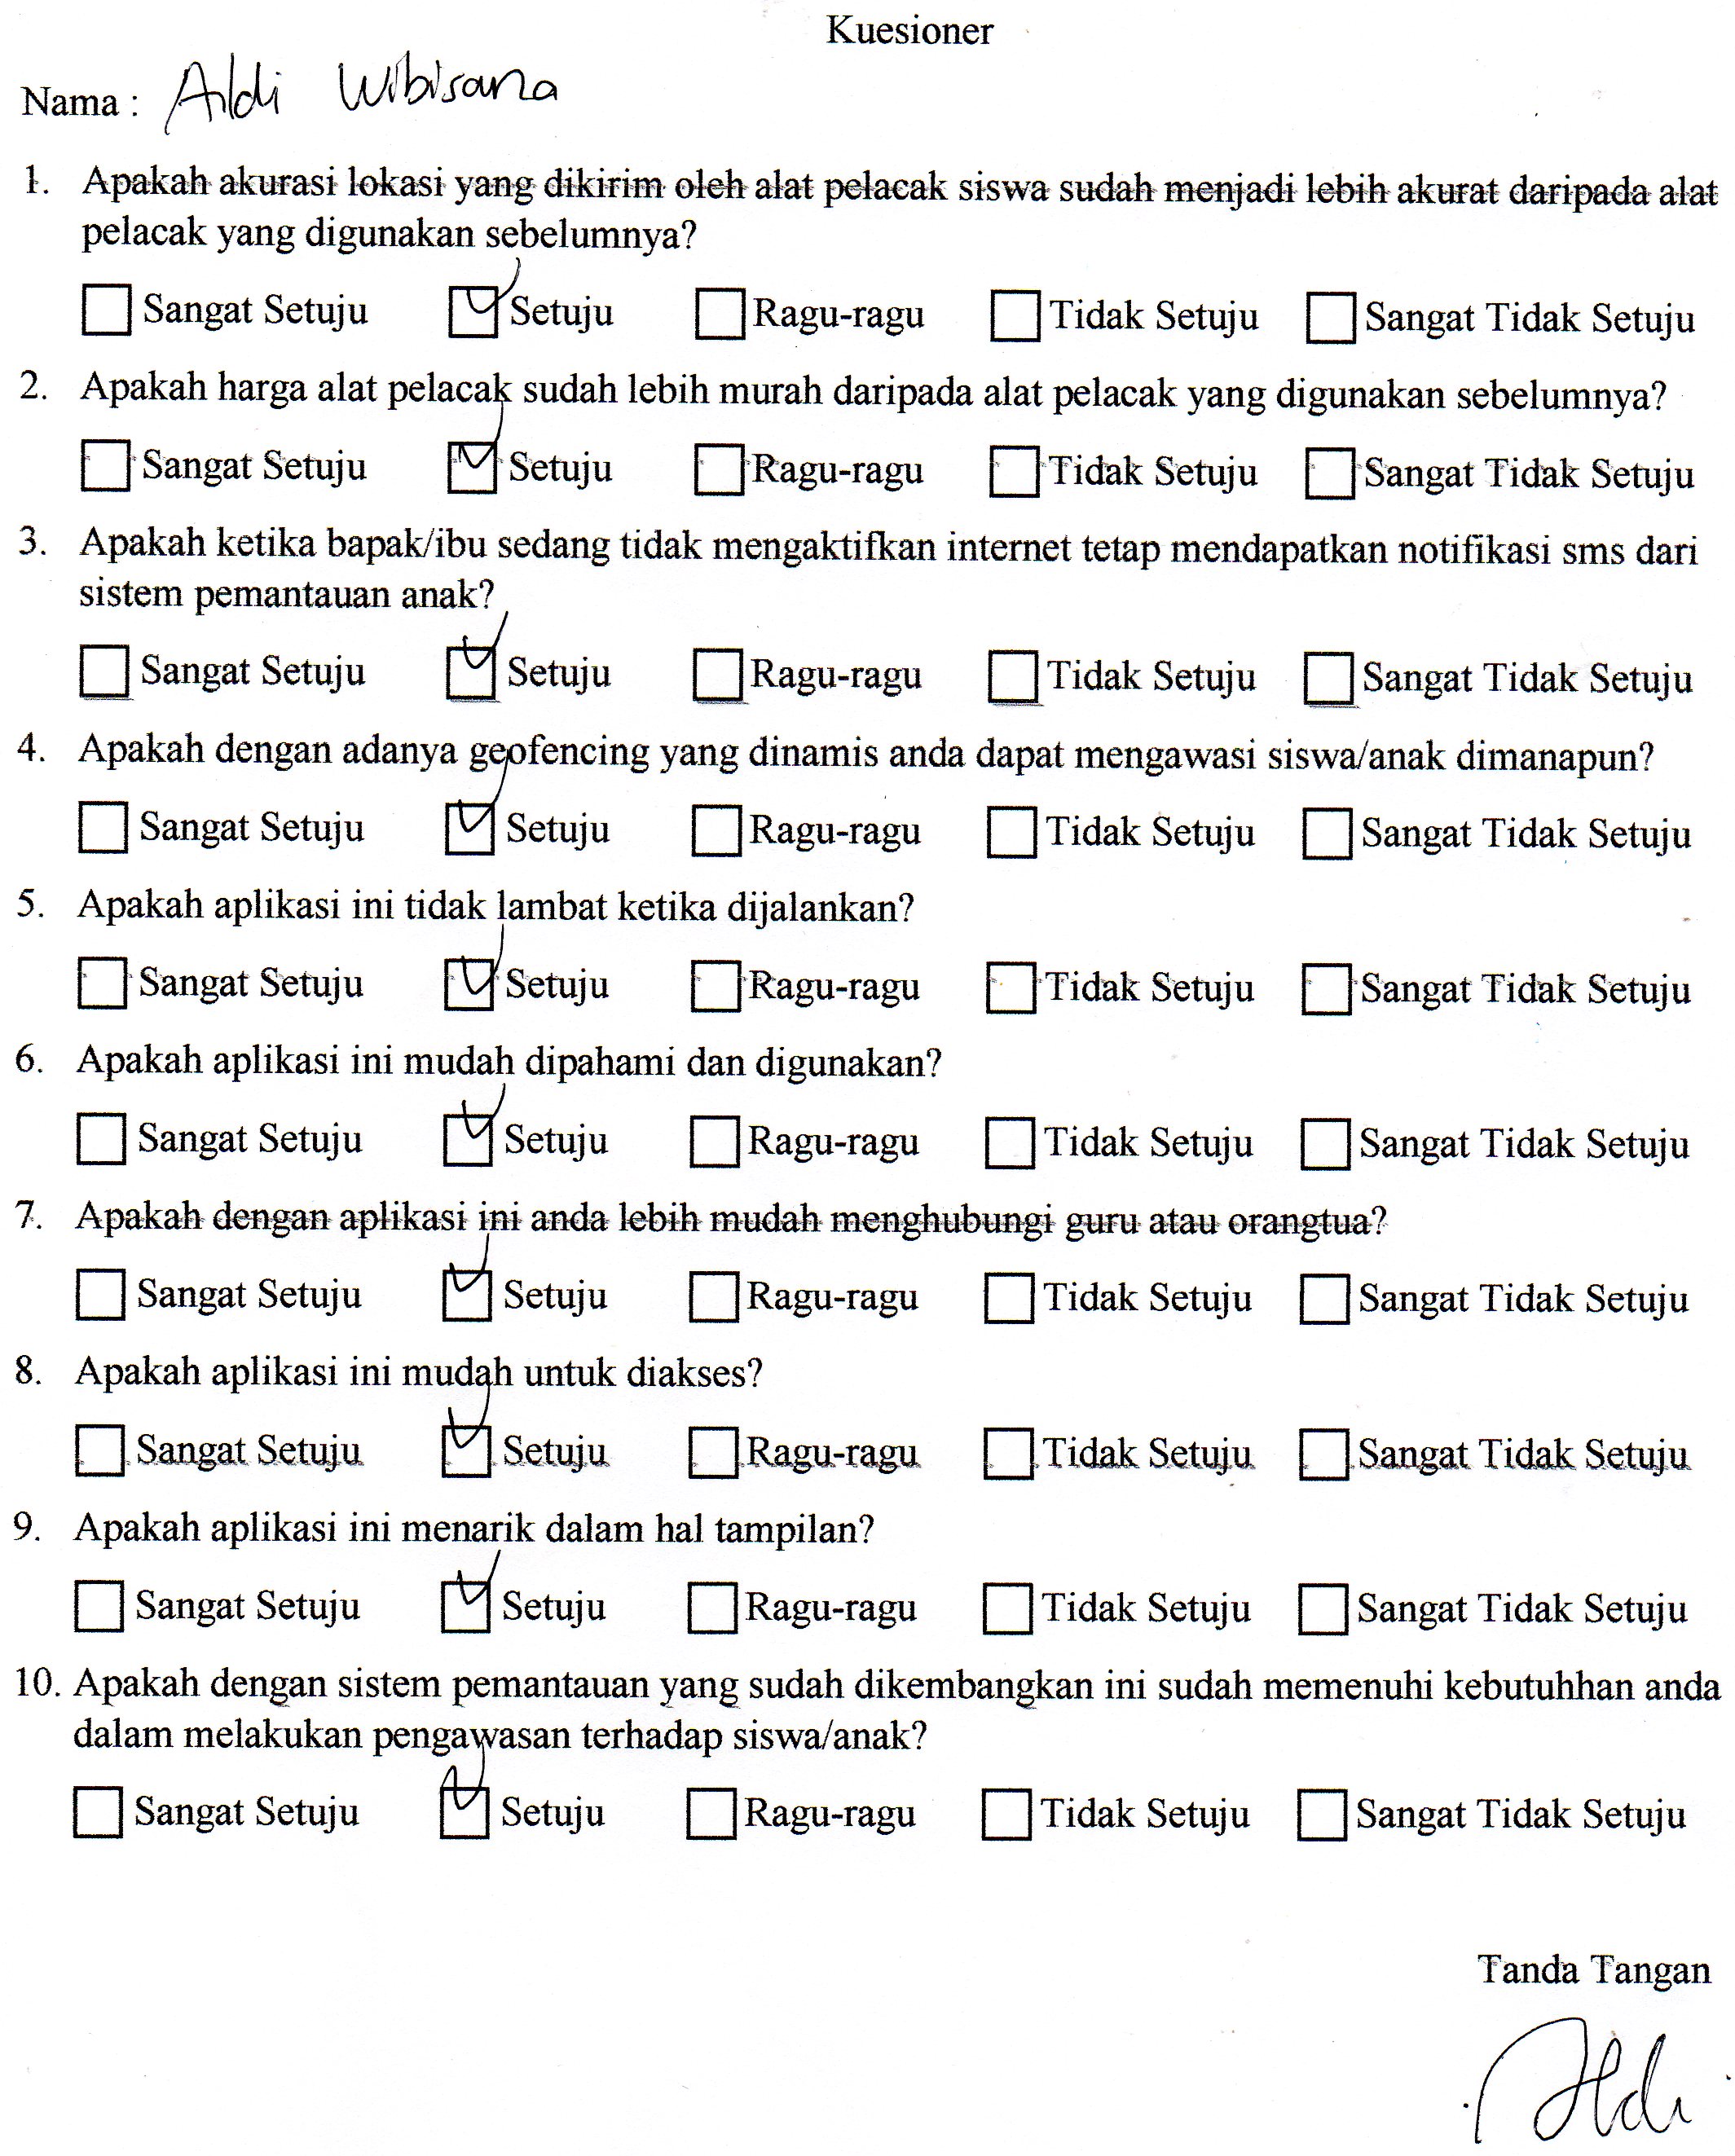 Kuesioner
Nama : Aldi Wibisana
1. Apakah akurasi lokasi yang dikirim oleh alat pelacak siswa sudah menjadi lebih akurat daripada alat
pelacak yang digunakan sebelumnya?
☐ Sangat Setuju ☑ Setuju ☐ Ragu-ragu ☐ Tidak Setuju ☐ Sangat Tidak Setuju
2. Apakah harga alat pelacak sudah lebih murah daripada alat pelacak yang digunakan sebelumnya?
☐ Sangat Setuju ☑ Setuju ☐ Ragu-ragu ☐ Tidak Setuju ☐ Sangat Tidak Setuju
3. Apakah ketika bapak/ibu sedang tidak mengaktifkan internet tetap mendapatkan notifikasi sms dari
sistem pemantauan anak?
☐ Sangat Setuju ☑ Setuju ☐ Ragu-ragu ☐ Tidak Setuju ☐ Sangat Tidak Setuju
4. Apakah dengan adanya geofencing yang dinamis anda dapat mengawasi siswa/anak dimanapun?
☐ Sangat Setuju ☑ Setuju ☐ Ragu-ragu ☐ Tidak Setuju ☐ Sangat Tidak Setuju
5. Apakah aplikasi ini tidak lambat ketika dijalankan?
☐ Sangat Setuju ☑ Setuju ☐ Ragu-ragu ☐ Tidak Setuju ☐ Sangat Tidak Setuju
6. Apakah aplikasi ini mudah dipahami dan digunakan?
☐ Sangat Setuju ☑ Setuju ☐ Ragu-ragu ☐ Tidak Setuju ☐ Sangat Tidak Setuju
7. Apakah dengan aplikasi ini anda lebih mudah menghubungi guru atau orangtua?
☐ Sangat Setuju ☑ Setuju ☐ Ragu-ragu ☐ Tidak Setuju ☐ Sangat Tidak Setuju
8. Apakah aplikasi ini mudah untuk diakses?
☐ Sangat Setuju ☑ Setuju ☐ Ragu-ragu ☐ Tidak Setuju ☐ Sangat Tidak Setuju
9. Apakah aplikasi ini menarik dalam hal tampilan?
☐ Sangat Setuju ☑ Setuju ☐ Ragu-ragu ☐ Tidak Setuju ☐ Sangat Tidak Setuju
10. Apakah dengan sistem pemantauan yang sudah dikembangkan ini sudah memenuhi kebutuhhan anda
dalam melakukan pengawasan terhadap siswa/anak?
☐ Sangat Setuju ☑ Setuju ☐ Ragu-ragu ☐ Tidak Setuju ☐ Sangat Tidak Setuju
Tanda Tangan
Aldi